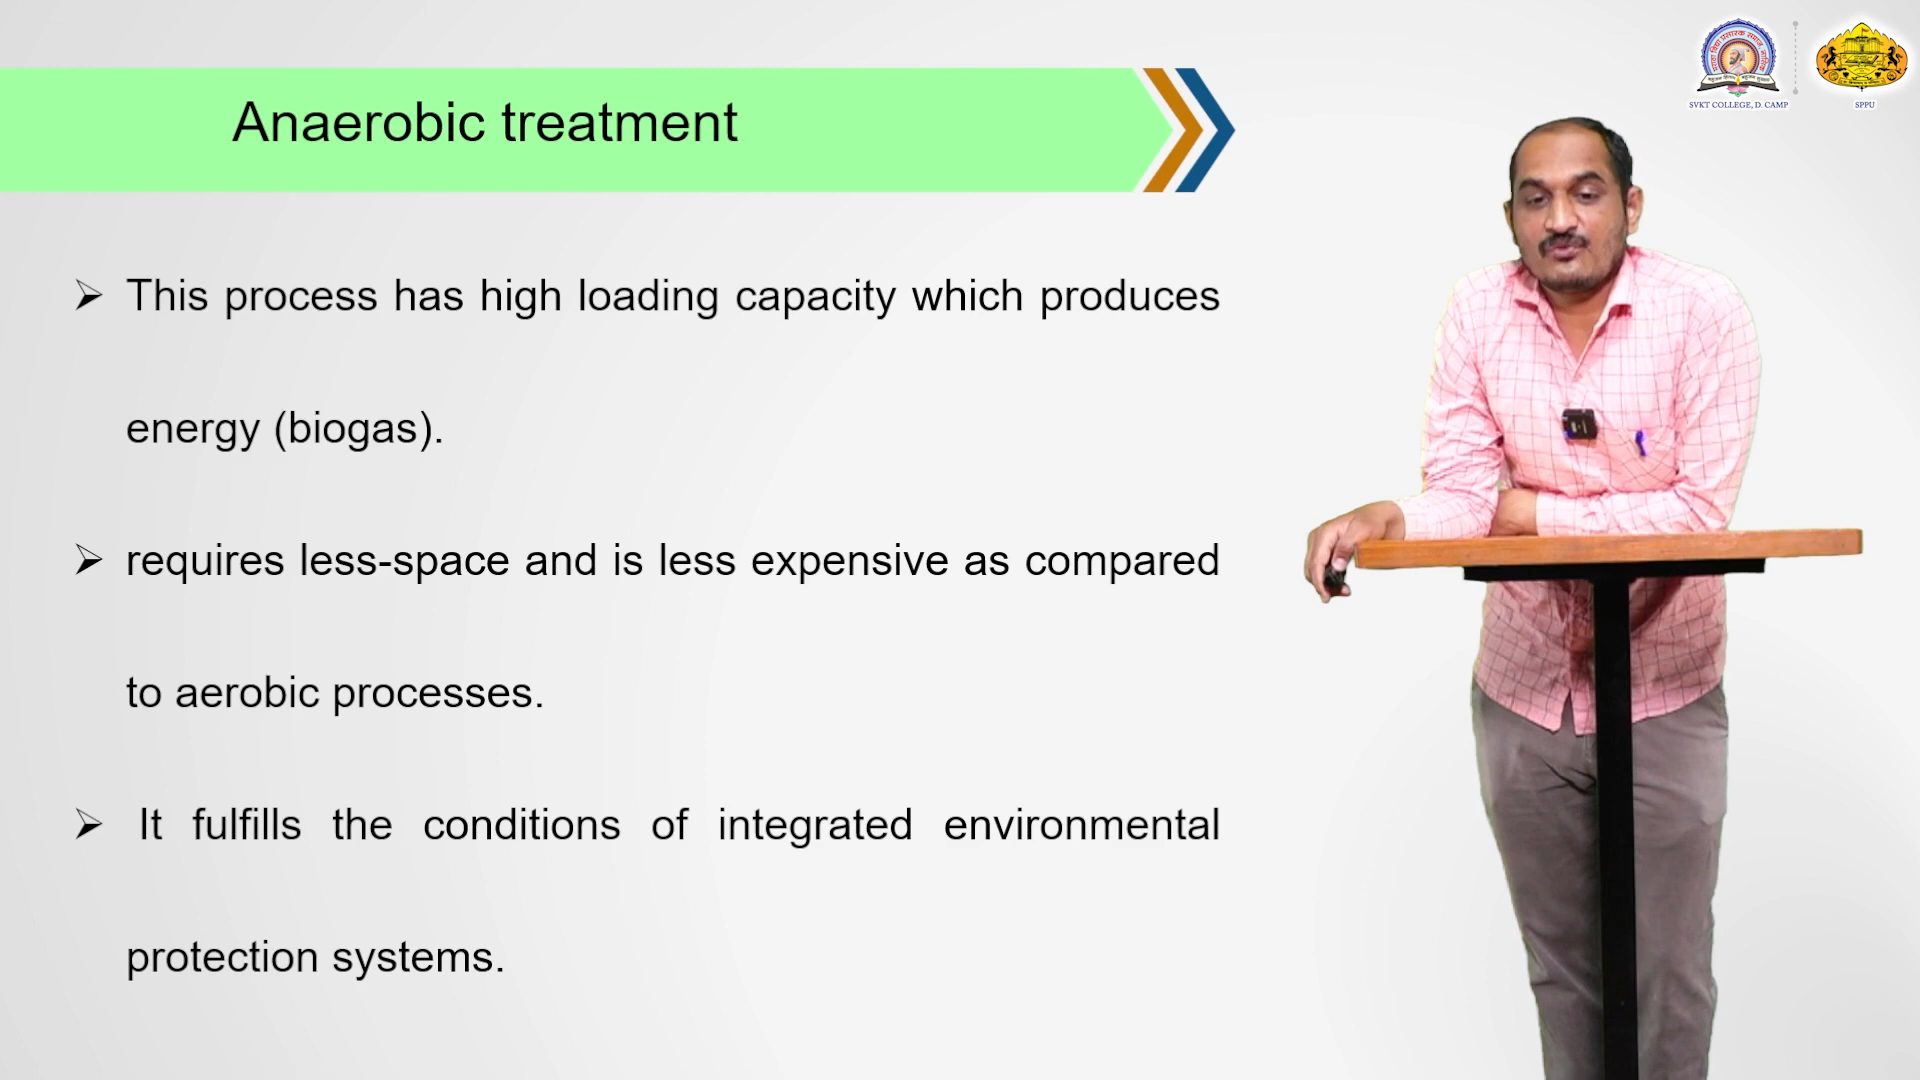 SVKT COLLEGE, D. CAMP
SPPU
Anaerobic treatment
➢ This process has high loading capacity which produces
energy (biogas).
➢ requires less-space and is less expensive as compared
to aerobic processes.
➢ It fulfills the conditions of integrated environmental
protection systems.